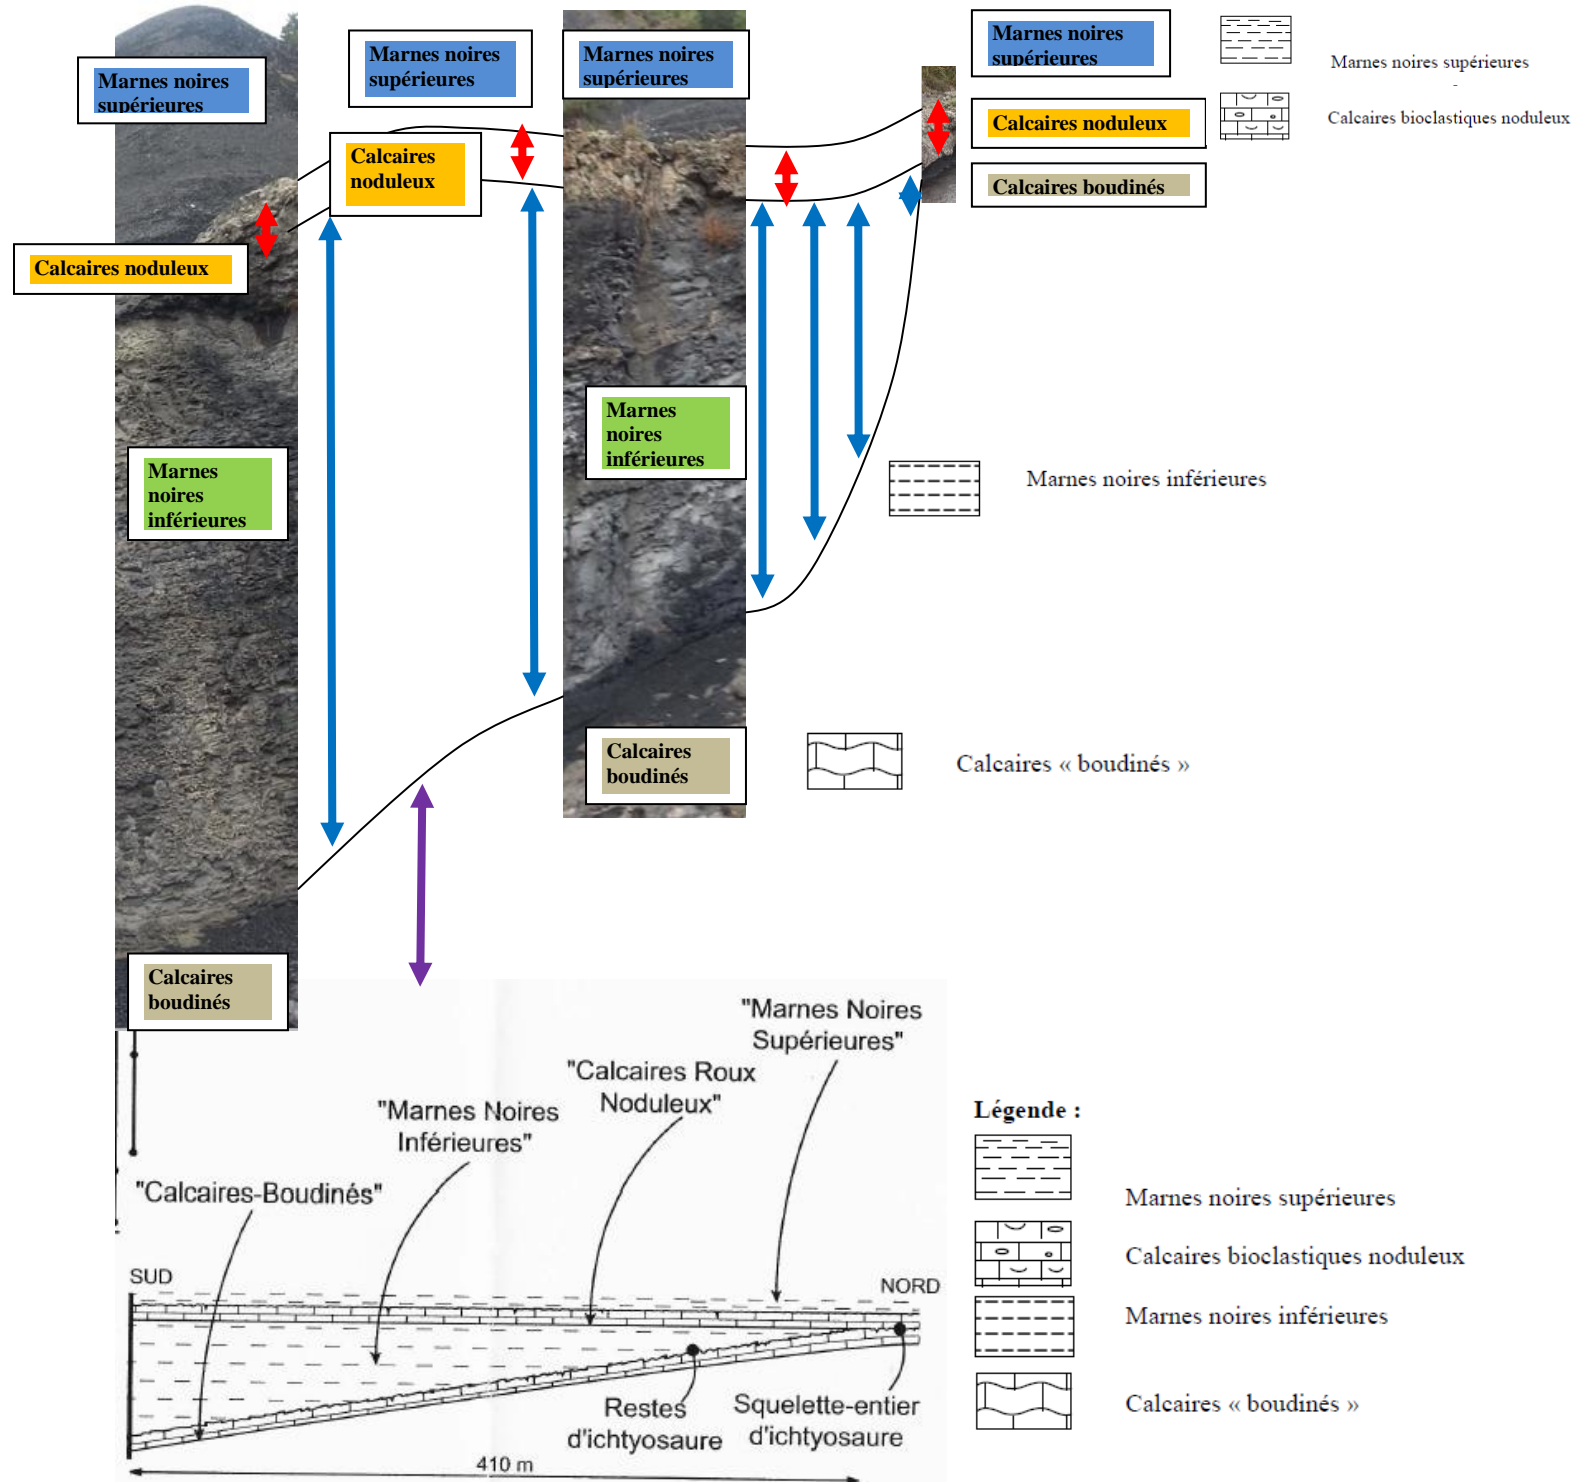 Marnes noires
supérieures
Marnes noires
supérieures
Marnes noires
supérieures
Marnes noires
supérieures
Marnes noires supérieures
Calcaires noduleux
Calcaires bioclastiques noduleux
Calcaires
noduleux
Calcaires boudinés
Calcaires noduleux
Marnes
noires
inférieures
Marnes
noires
inférieures
Marnes noires inférieures
Calcaires
boudinés
Calcaires « boudinés »
Calcaires
boudinés
"Marnes Noires
Supérieures"
"Calcaires Roux
Noduleux"
"Marnes Noires
Inférieures"
"Calcaires-Boudinés"
SUD
NORD
Restes
d'ichtyosaure
Squelette-entier
d'ichtyosaure
410 m
Légende :
Marnes noires supérieures
Calcaires bioclastiques noduleux
Marnes noires inférieures
Calcaires « boudinés »